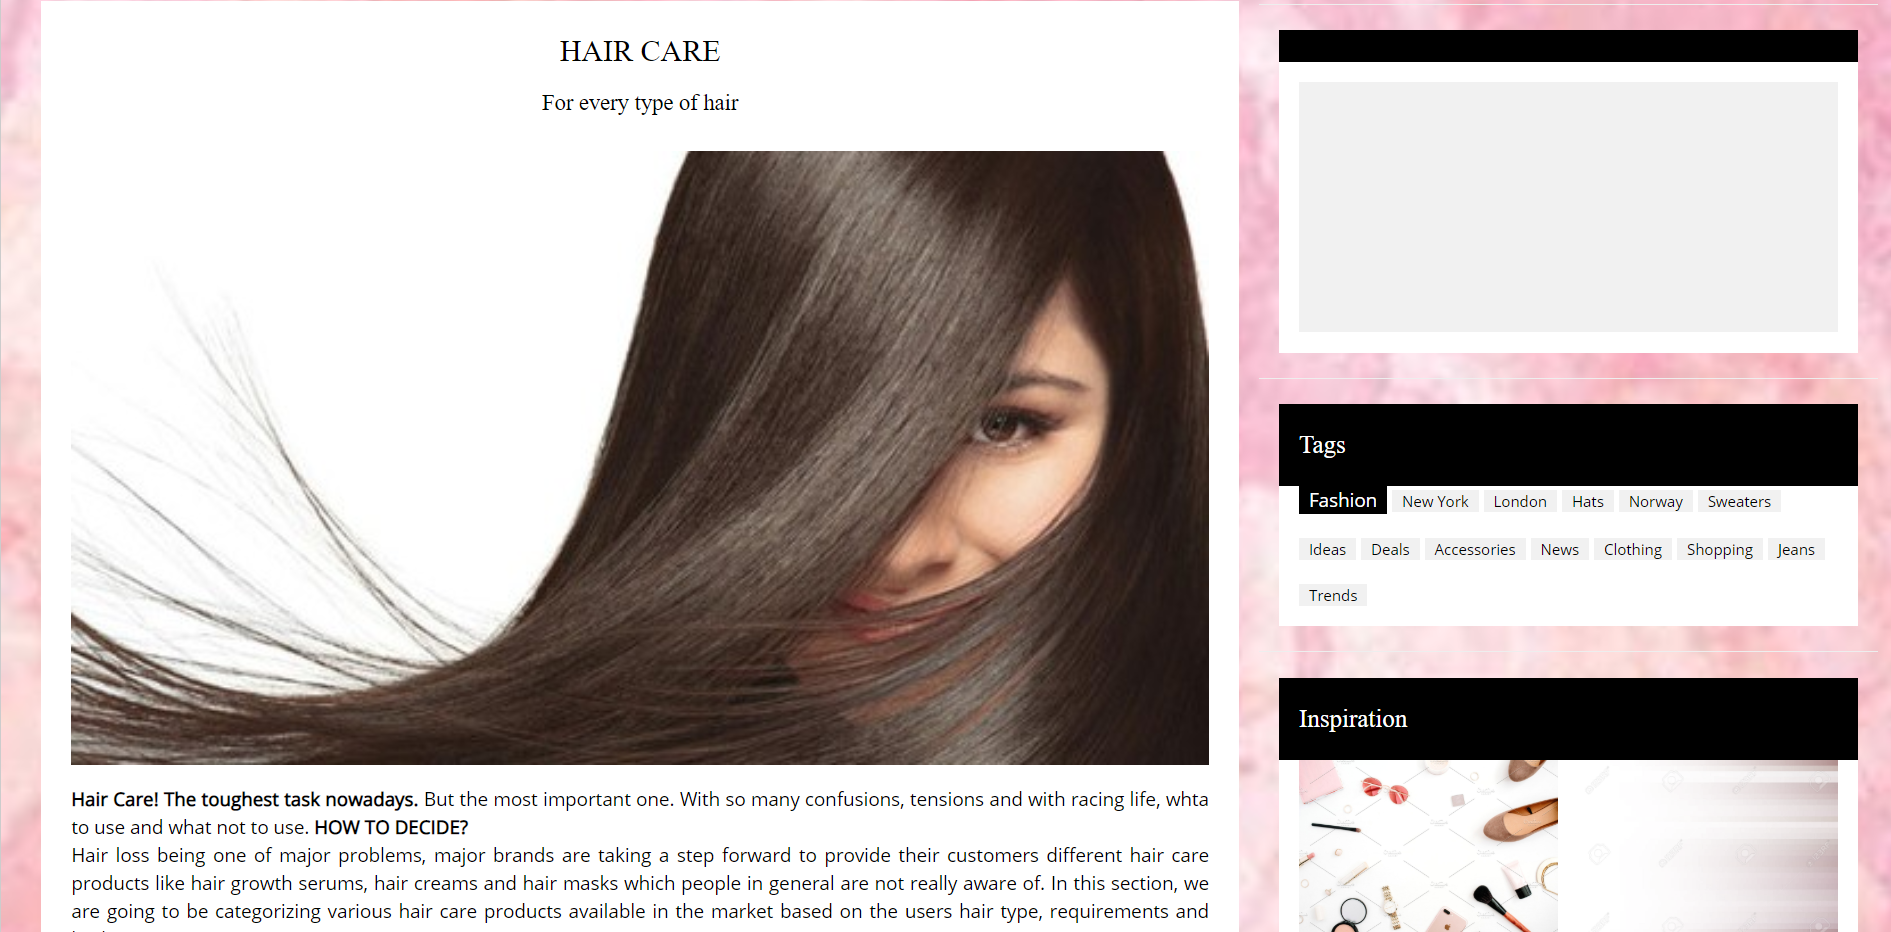 HAIR CARE
For every type of hair
Hair Care! The toughest task nowadays. But the most important one. With so many confusions, tensions and with racing life, whta
to use and what not to use. HOW TO DECIDE?
Hair loss being one of major problems, major brands are taking a step forward to provide their customers different hair care
products like hair growth serums, hair creams and hair masks which people in general are not really aware of. In this section, we
are going to be categorizing various hair care products available in the market based on the users hair type, requirements and
Tags
Fashion New York London Hats Norway Sweaters
Ideas Deals Accessories News Clothing Shopping Jeans
Trends
Inspiration